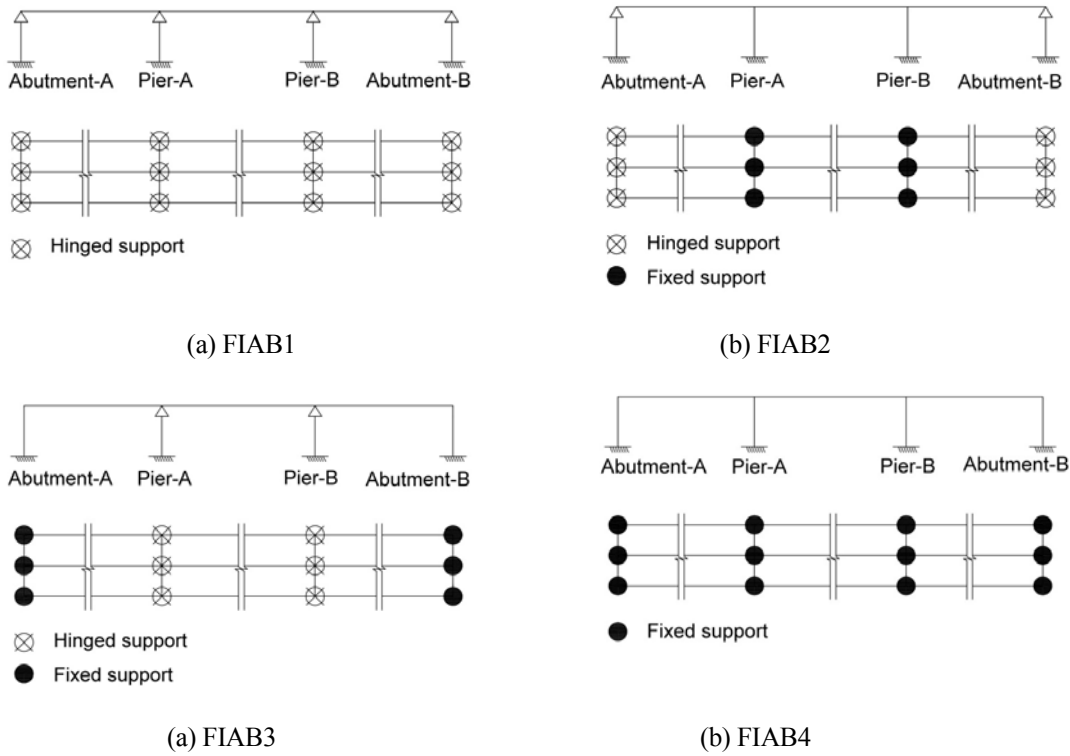 Abutment-A Pier-A Pier-B Abutment-B
Hinged support
(a) FIAB1
Abutment-A Pier-A Pier-B Abutment-B
Hinged support
Fixed support
(b) FIAB2
Abutment-A Pier-A Pier-B Abutment-B
Hinged support
Fixed support
(a) FIAB3
Abutment-A Pier-A Pier-B Abutment-B
Fixed support
(b) FIAB4